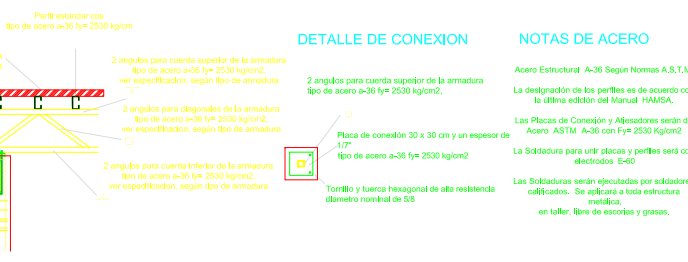 Perfil estandar cps
tipo de acero a-36 fy= 2530 kg/cm
2 angulos para cuerda superior de la armadura
tipo de acero a-36 fy= 2530 kg/cm2.
ver especificacion, según tipo de armadura
2 angulos para diagonales de la armadura
tipo de acero a-36 fy= 2530 kg/cm2.
ver especificacion, según tipo de armadura
2 angulos para cuerda inferior de la armadura
tipo de acero a-36 fy= 2530 kg/cm2.
ver especificacion, según tipo de armadura
DETALLE DE CONEXION
2 angulos para cuerda superior de la armadura
tipo de acero a-36 fy= 2530 kg/cm2.
Placa de conexión 30 x 30 cm y un espesor de
1/7"
tipo de acero a-36 fy= 2530 kg/cm2
Tornillo y tuerca hexagonal de alta resistencia
diametro nominal de 5/8
NOTAS DE ACERO
Acero Estructural A-36 Según Normas A.S.T.M
La designación de los perfiles es de acuerdo co
la última edición del Manual HAMSA.
Las Placas de Conexión y Atiesadores serán d
Acero ASTM A-36 con Fy= 2530 Kg/cm2
La Soldadura para unir placas y perfiles será co
electrodos E-60
Las Soldaduras serán ejecutadas por soldadore
calificados. Se aplicará a toda estructura
metálica,
en taller, libre de escorias y grasas,